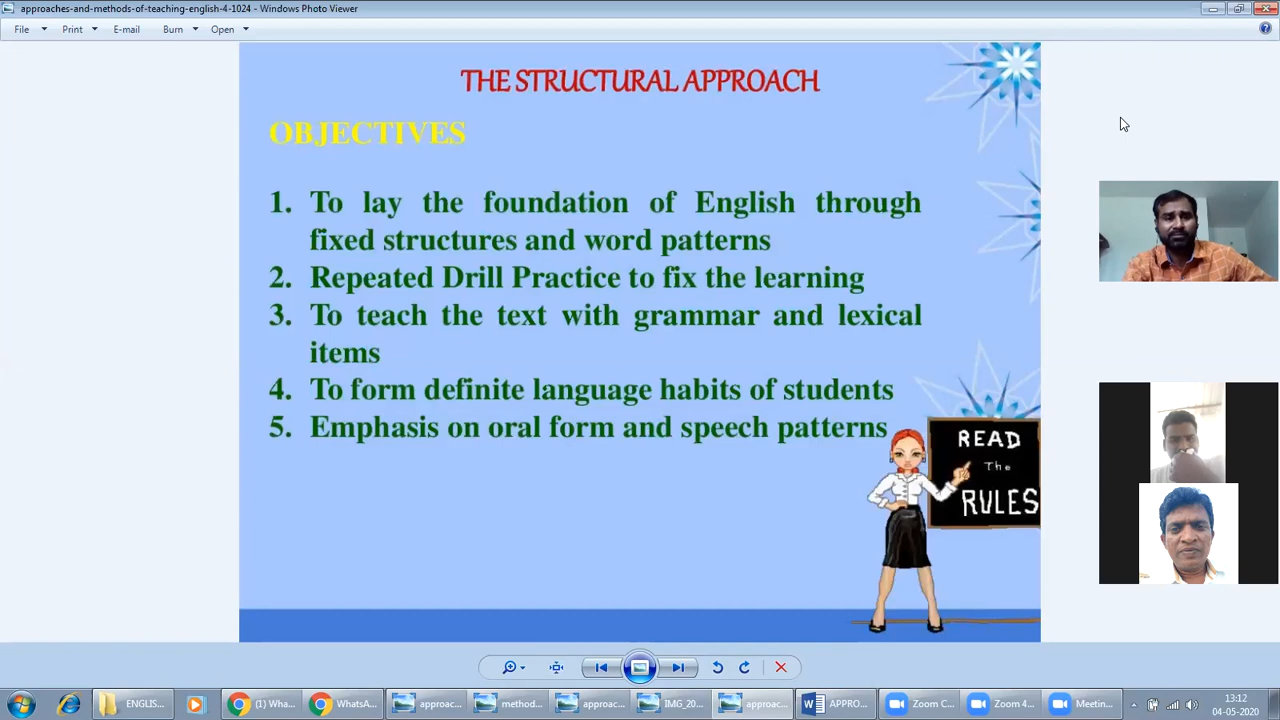 approaches-and-methods-of-teaching-english-4-1024 - Windows Photo Viewer
File Print E-mail Burn Open
THE STRUCTURAL APPROACH
OBJECTIVES
1. To lay the foundation of English through
fixed structures and word patterns
2. Repeated Drill Practice to fix the learning
3. To teach the text with grammar and lexical
items
4. To form definite language habits of students
5. Emphasis on oral form and speech patterns
READ
The
RULES
ENGLIS... (1) Wha... WhatsA... approac... method... approac... IMG_20... approac... APPRO... Zoom C... Zoom 4... Meetin...
13:12
04-05-2020